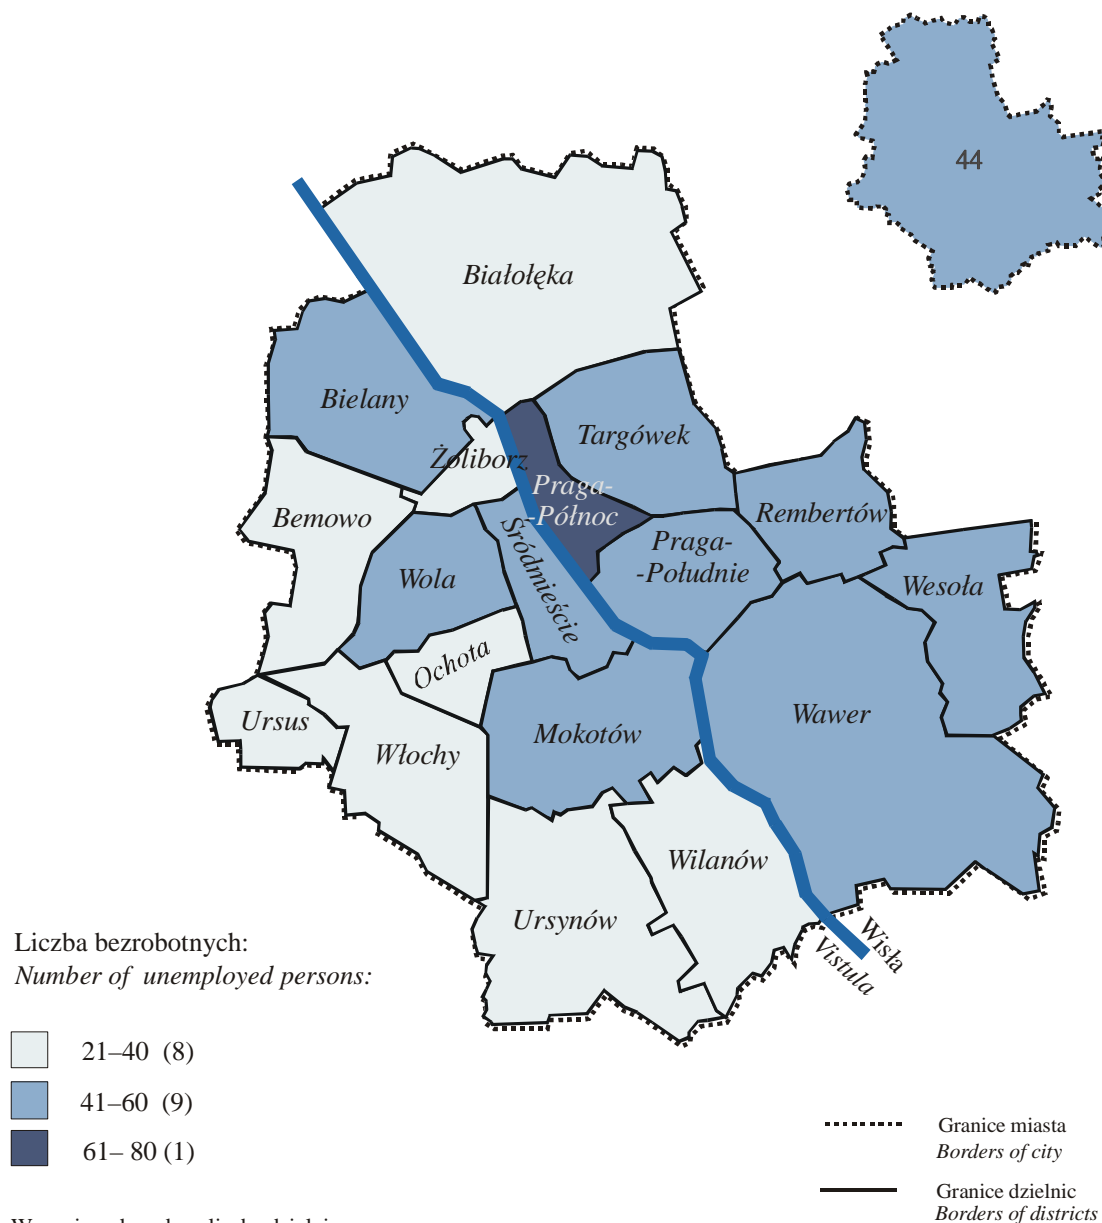 44
Białołęka
Bielany
Targówek
Żoliborz
Praga-
-Północ
Bemowo
Rembertów
Praga-
-Południe
Wola
Śródmieście
Wesoła
Ochota
Ursus
Włochy
Mokotów
Wawer
Wilanów
Ursynów
Wisła
Vistula
Liczba bezrobotnych:
Number of unemployed persons:
21–40 (8)
41–60 (9)
61– 80 (1)
Granice miasta
Borders of city
Granice dzielnic
Borders of districts